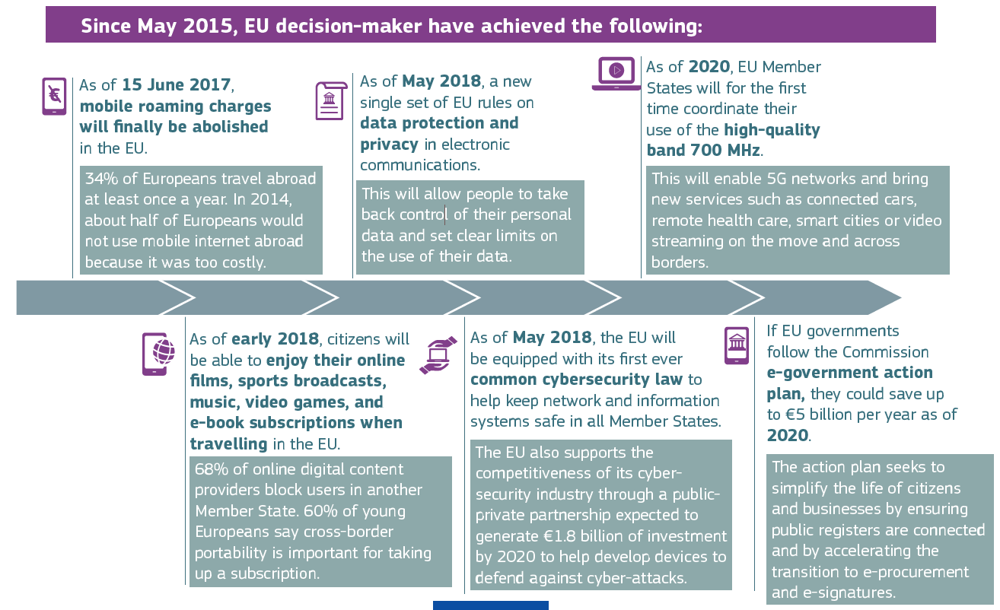 Since May 2015, EU decision-maker have achieved the following:
As of 15 June 2017,
mobile roaming charges
will finally be abolished
in the EU.
34% of Europeans travel abroad
at least once a year. In 2014,
about half of Europeans would
not use mobile internet abroad
because it was too costly.
As of May 2018, a new
single set of EU rules on
data protection and
privacy in electronic
communications.
This will allow people to take
back control of their personal
data and set clear limits on
the use of their data.
As of 2020, EU Member
States will for the first
time coordinate their
use of the high-quality
band 700 MHz.
This will enable 5G networks and bring
new services such as connected cars,
remote health care, smart cities or video
streaming on the move and across
borders.
As of early 2018, citizens will
be able to enjoy their online
films, sports broadcasts,
music, video games, and
e-book subscriptions when
travelling in the EU.
68% of online digital content
providers block users in another
Member State. 60% of young
Europeans say cross-border
portability is important for taking
up a subscription.
As of May 2018, the EU will
be equipped with its first ever
common cybersecurity law to
help keep network and information
systems safe in all Member States.
The EU also supports the
competitiveness of its cyber-
security industry through a public-
private partnership expected to
generate €1.8 billion of investment
by 2020 to help develop devices to
defend against cyber-attacks.
If EU governments
follow the Commission
e-government action
plan, they could save up
to €5 billion per year as of
2020.
The action plan seeks to
simplify the life of citizens
and businesses by ensuring
public registers are connected
and by accelerating the
transition to e-procurement
and e-signatures.